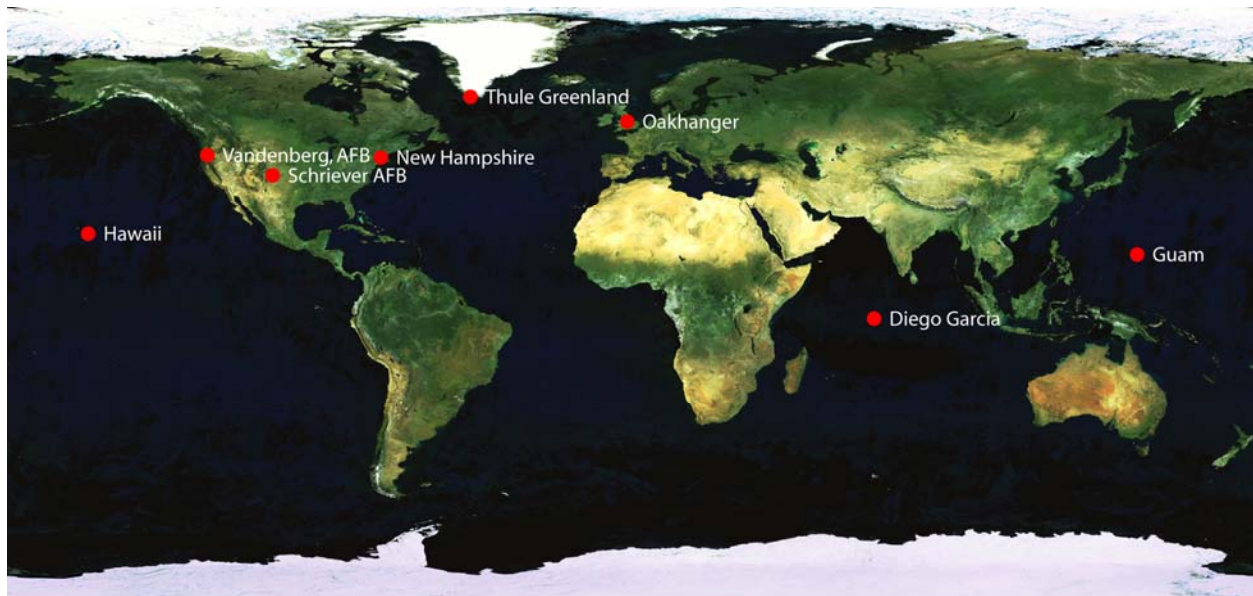 Thule Greenland
Oakhanger
Vandenberg, AFB
New Hampshire
Schriever AFB
Hawaii
Guam
Diego Garcia